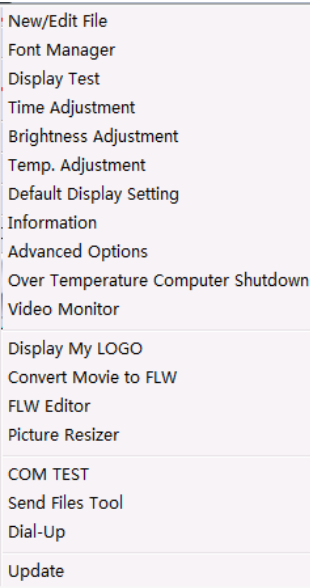 New/Edit File
Font Manager
Display Test
Time Adjustment
Brightness Adjustment
Temp. Adjustment
Default Display Setting
Information
Advanced Options
Over Temperature Computer Shutdown
Video Monitor
Display My LOGO
Convert Movie to FLW
FLW Editor
Picture Resizer
COM TEST
Send Files Tool
Dial-Up
Update